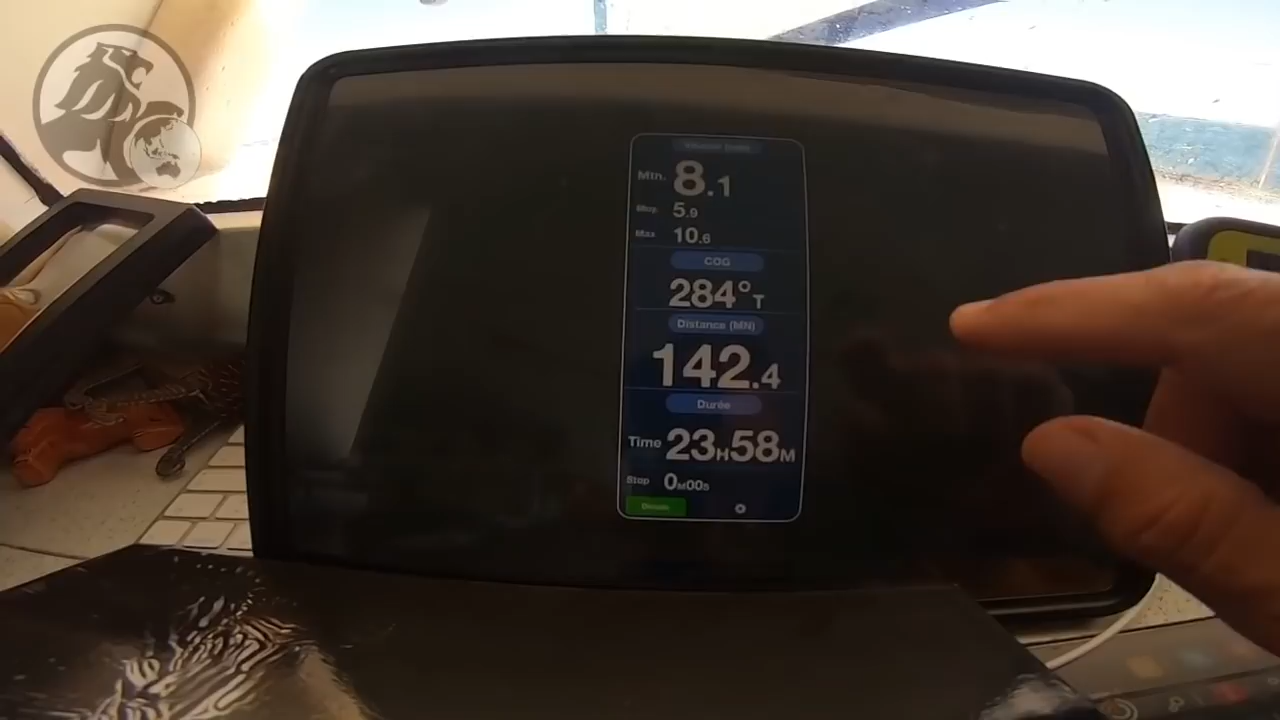 Mtn. 8.1
Moy. 5.9
Max 10.6
COG
284°T
Distance (MN)
142.4
Durée
Time 23H58M
Stop 0M00S